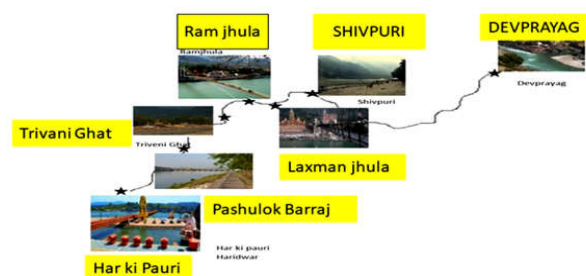 Ram jhula
Ramjhula
SHIVPURI
DEVPRAYAG
Devprayag
Shivpuri
Trivani Ghat
Triveni Ghat
Laxman jhula
Pashulok Barraj
Har ki pauri
Haridwar
Har ki Pauri